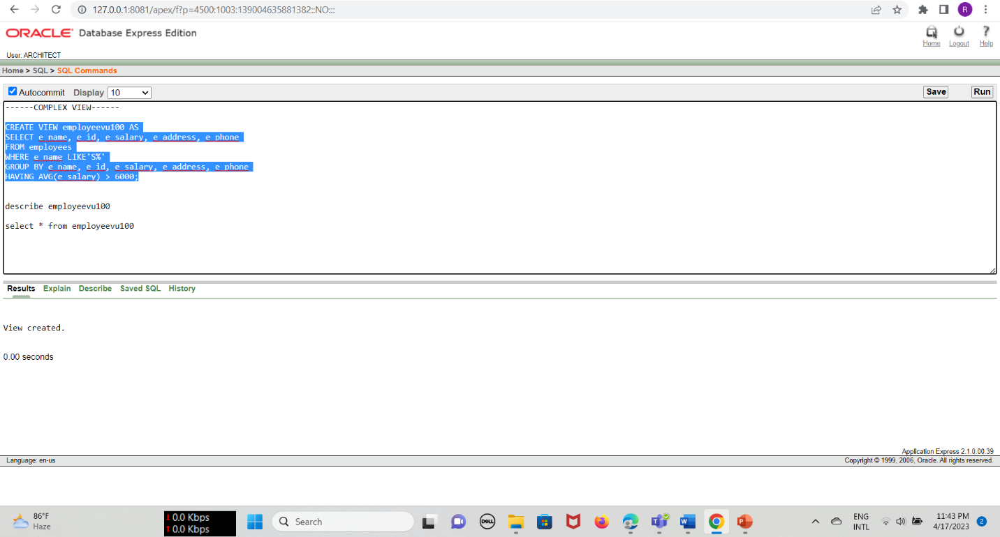 127.0.0.1:8081/apex/f?p=4500:1003:139004635881382::NO:::
R
ORACLE Database Express Edition
Home Logout Help
User: ARCHITECT
Home > SQL > SQL Commands
Autocommit Display 10 Save Run
------COMPLEX VIEW------
CREATE VIEW employeevu100 AS
SELECT e_name, e_id, e_salary, e_address, e_phone
FROM employees
WHERE e_name LIKE'S%'
GROUP BY e_name, e_id, e_salary, e_address, e_phone
HAVING AVG(e_salary) > 6000;
describe employeevu100
select * from employeevu100
Results Explain Describe Saved SQL History
View created.
0.00 seconds
Application Express 2.1.0.00.39
Language: en-us Copyright © 1999, 2006, Oracle. All rights reserved.
86°F
Haze
0.0 Kbps
0.0 Kbps
Search
DELL
ENG
INTL
11:43 PM
4/17/2023
2